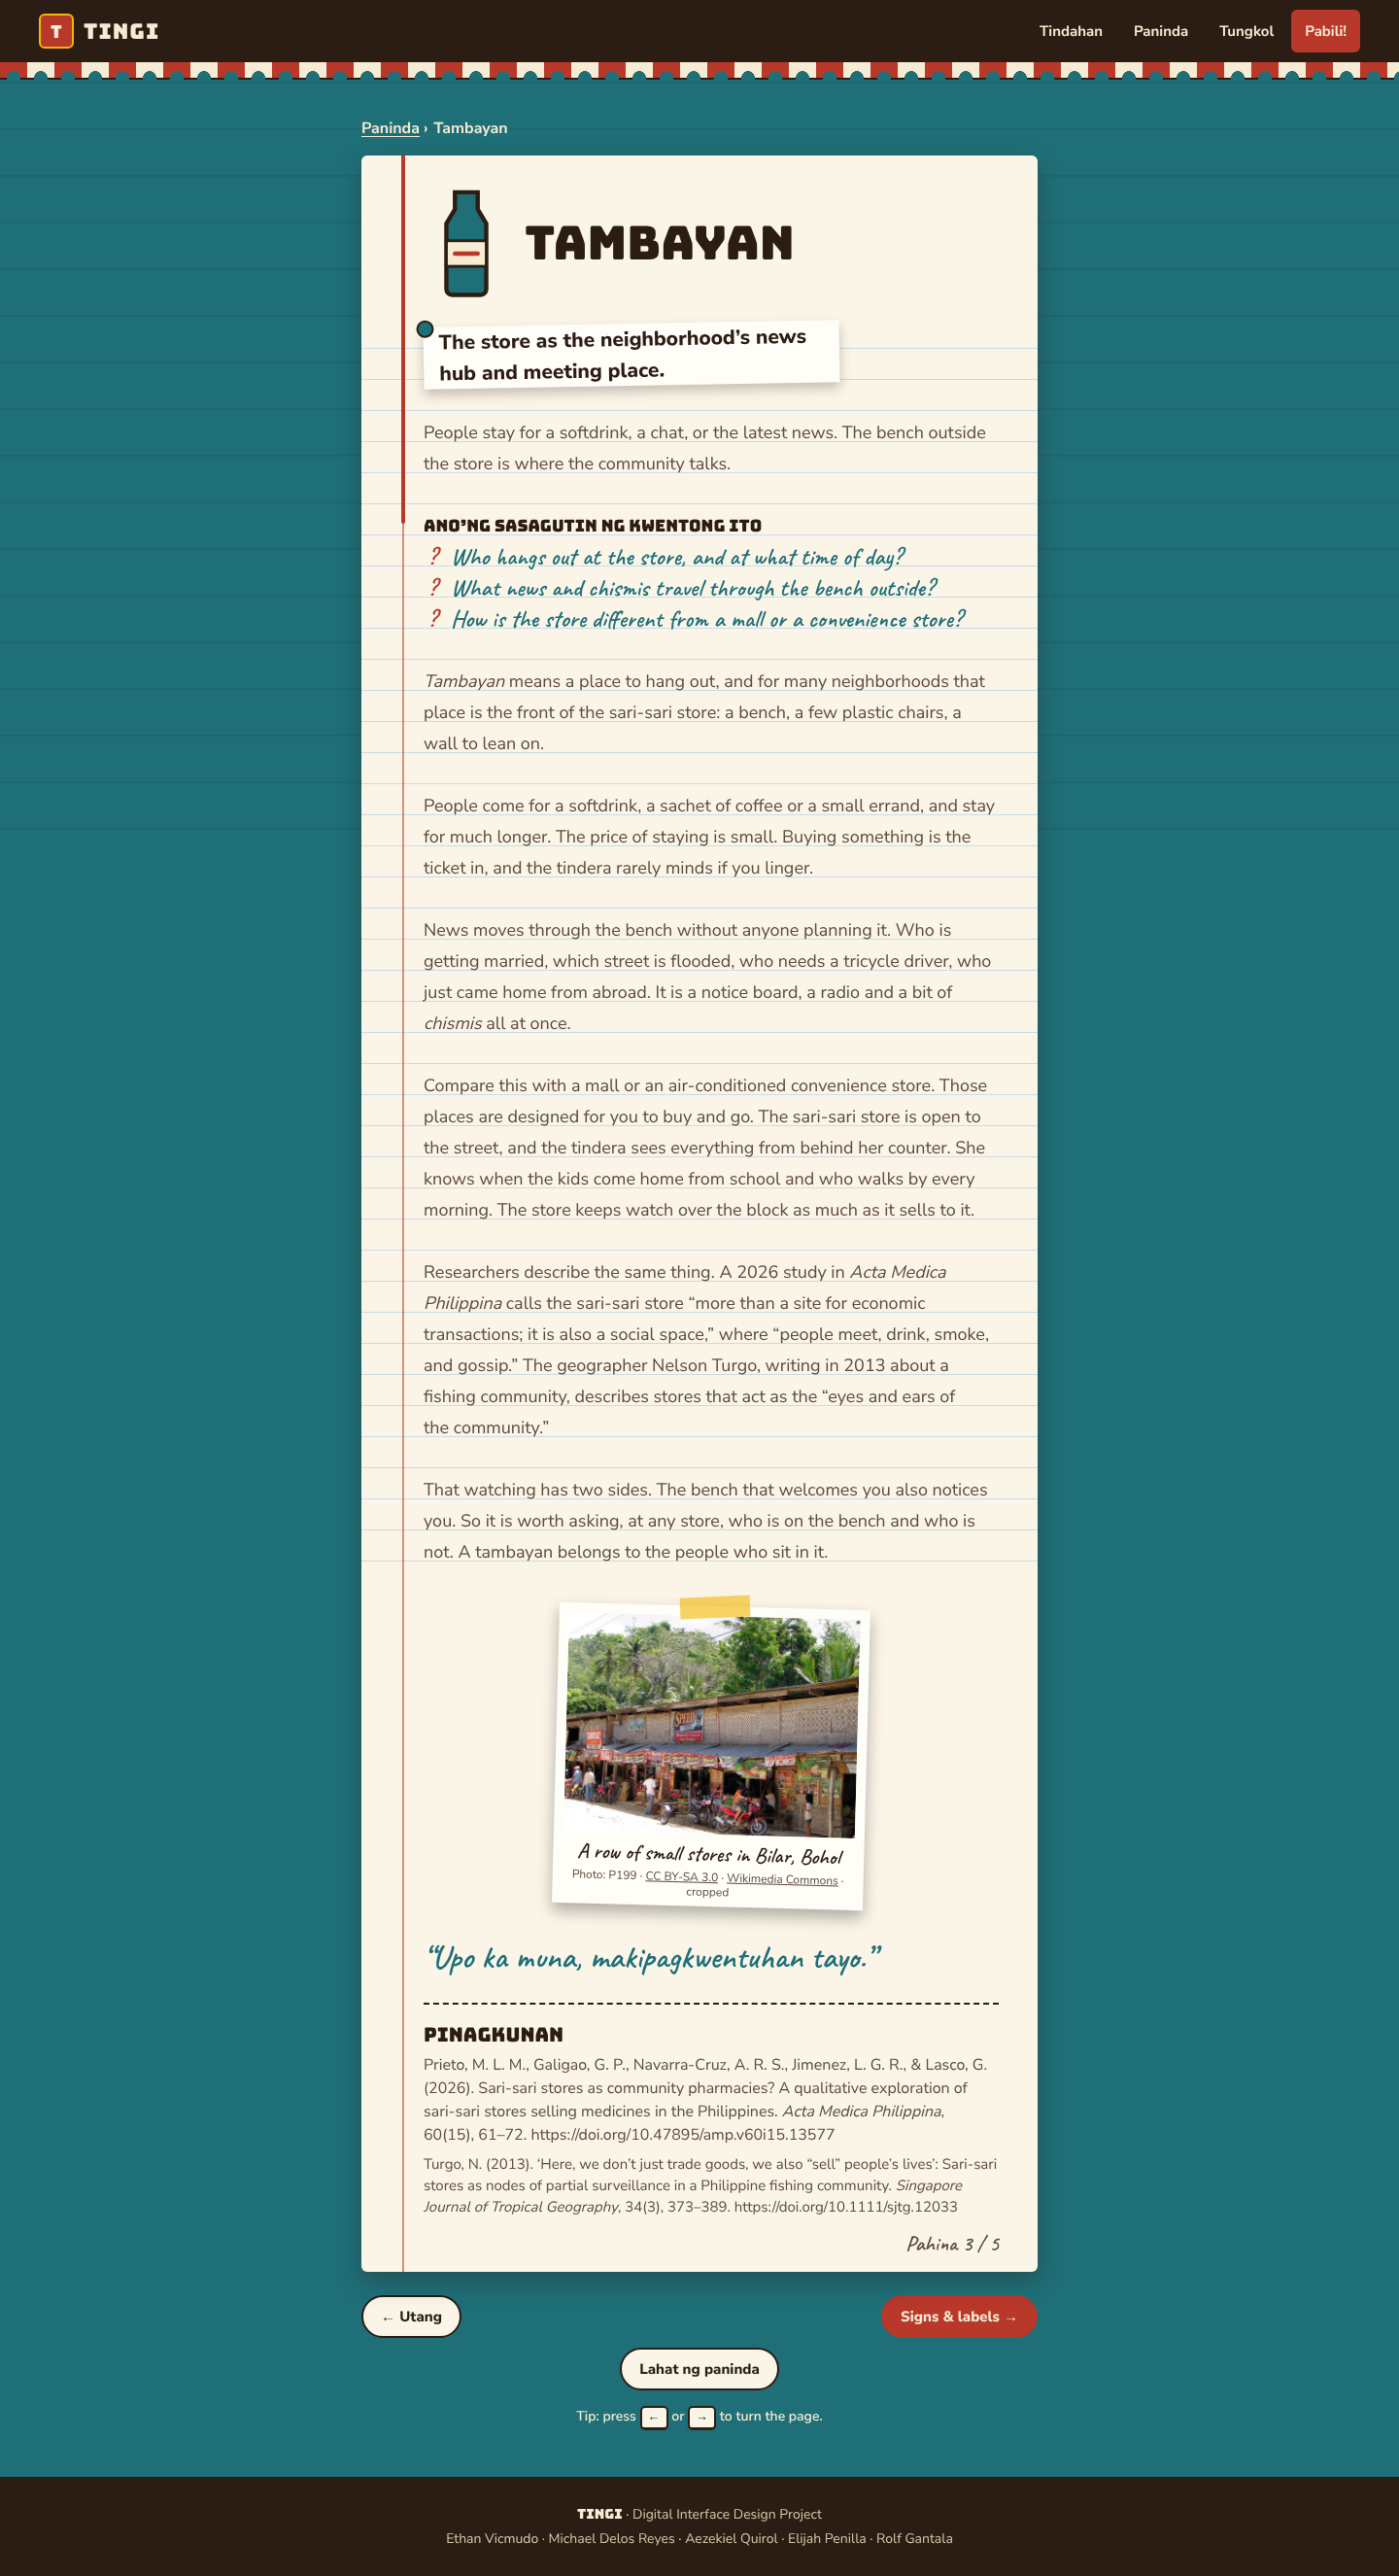 T TINGI
Tindahan Paninda Tungkol Pabili!
Paninda › Tambayan
TAMBAYAN
The store as the neighborhood’s news
hub and meeting place.
People stay for a softdrink, a chat, or the latest news. The bench outside
the store is where the community talks.
ANO’NG SASAGUTIN NG KWENTONG ITO
? Who hangs out at the store, and at what time of day?
? What news and chismis travel through the bench outside?
? How is the store different from a mall or a convenience store?
Tambayan means a place to hang out, and for many neighborhoods that
place is the front of the sari-sari store: a bench, a few plastic chairs, a
wall to lean on.
People come for a softdrink, a sachet of coffee or a small errand, and stay
for much longer. The price of staying is small. Buying something is the
ticket in, and the tindera rarely minds if you linger.
News moves through the bench without anyone planning it. Who is
getting married, which street is flooded, who needs a tricycle driver, who
just came home from abroad. It is a notice board, a radio and a bit of
chismis all at once.
Compare this with a mall or an air-conditioned convenience store. Those
places are designed for you to buy and go. The sari-sari store is open to
the street, and the tindera sees everything from behind her counter. She
knows when the kids come home from school and who walks by every
morning. The store keeps watch over the block as much as it sells to it.
Researchers describe the same thing. A 2026 study in Acta Medica
Philippina calls the sari-sari store “more than a site for economic
transactions; it is also a social space,” where “people meet, drink, smoke,
and gossip.” The geographer Nelson Turgo, writing in 2013 about a
fishing community, describes stores that act as the “eyes and ears of
the community.”
That watching has two sides. The bench that welcomes you also notices
you. So it is worth asking, at any store, who is on the bench and who is
not. A tambayan belongs to the people who sit in it.
SPEED
A row of small stores in Bilar, Bohol
Photo: P199 · CC BY-SA 3.0 · Wikimedia Commons ·
cropped
“Upo ka muna, makipagkwentuhan tayo.”
PINAGKUNAN
Prieto, M. L. M., Galigao, G. P., Navarra-Cruz, A. R. S., Jimenez, L. G. R., & Lasco, G.
(2026). Sari-sari stores as community pharmacies? A qualitative exploration of
sari-sari stores selling medicines in the Philippines. Acta Medica Philippina,
60(15), 61–72. https://doi.org/10.47895/amp.v60i15.13577
Turgo, N. (2013). ‘Here, we don’t just trade goods, we also “sell” people’s lives’: Sari-sari
stores as nodes of partial surveillance in a Philippine fishing community. Singapore
Journal of Tropical Geography, 34(3), 373–389. https://doi.org/10.1111/sjtg.12033
Pahina 3 / 5
← Utang
Signs & labels →
Lahat ng paninda
Tip: press ← or → to turn the page.
TINGI · Digital Interface Design Project
Ethan Vicmudo · Michael Delos Reyes · Aezekiel Quirol · Elijah Penilla · Rolf Gantala